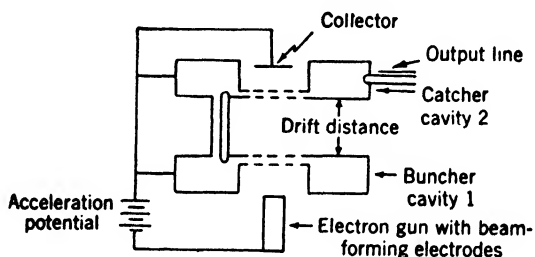 Collector
Output line
Catcher
cavity 2
Drift distance
Buncher
cavity 1
Acceleration
potential
Electron gun with beam-
forming electrodes